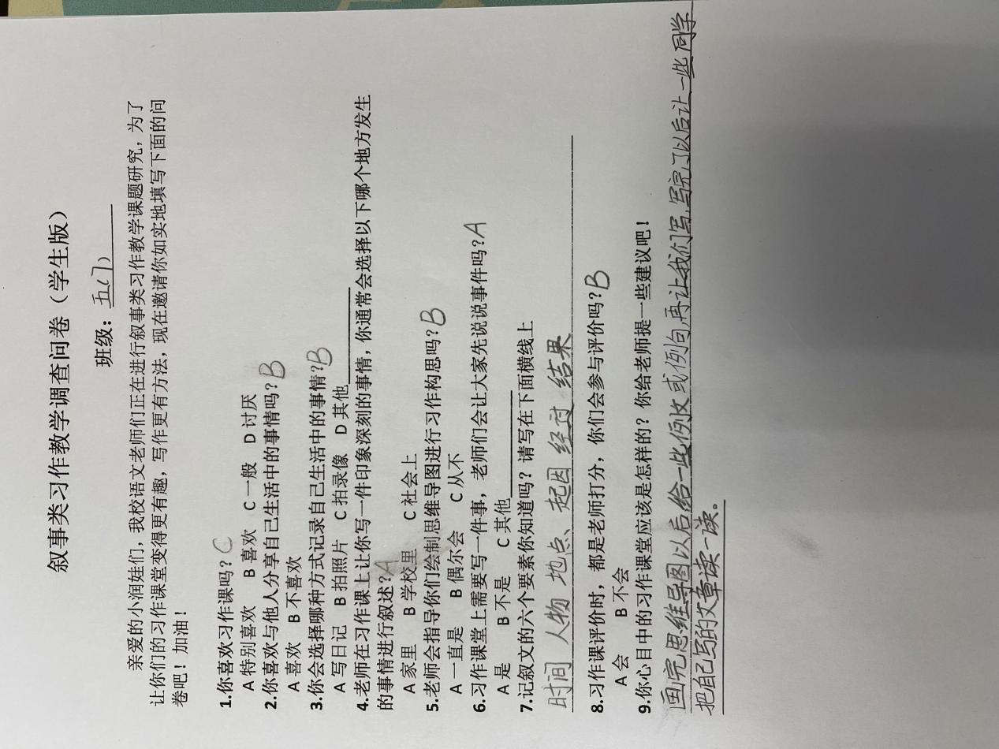 叙事类习作教学调查问卷（学生版）
班级：五(7)
亲爱的小润娃们，我校语文老师们正在进行叙事类习作教学课题研究，为了
让你们的习作课堂变得更有趣，写作更有方法，现在邀请你如实地填写下面的问
卷吧！加油！
1.你喜欢习作课吗？C
A 特别喜欢 B 喜欢 C 一般 D 讨厌
2.你喜欢与他人分享自己生活中的事情吗？B
A 喜欢 B 不喜欢
3.你会选择哪种方式记录自己生活中的事情？B
A 写日记 B 拍照片 C 拍录像 D 其他
4.老师在习作课上让你写一件印象深刻的事情，你通常会选择以下哪个地方发生
的事情进行叙述？A
A 家里 B 学校里 C 社会上
5.老师会指导你们绘制思维导图进行习作构思吗？B
A 一直是 B 偶尔会 C 从不
6.习作课堂上需要写一件事，老师们会让大家先说说事件吗？A
A 是 B 不是 C 其他
7.记叙文的六个要素你知道吗？请写在下面横线上
时间 人物 地点、起因 经过 结果
8.习作课评价时，都是老师打分，你们会参与评价吗？B
A 会 B 不会
9.你心目中的习作课堂应该是怎样的？你给老师提一些建议吧！
画完思维导图以后给一些例文或例句,再让我们写,写完了以后让一些同学
把自己写的文章读一读。